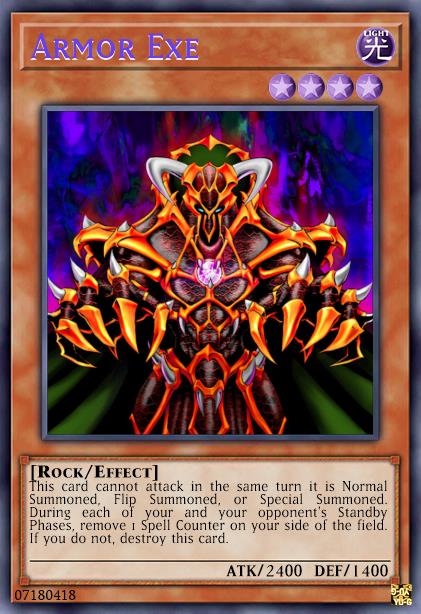 Armor Exe
LIGHT
光
[Rock/Effect]
This card cannot attack in the same turn it is Normal
Summoned, Flip Summoned, or Special Summoned.
During each of your and your opponent's Standby
Phases, remove 1 Spell Counter on your side of the field.
If you do not, destroy this card.
ATK/2400 DEF/1400
07180418